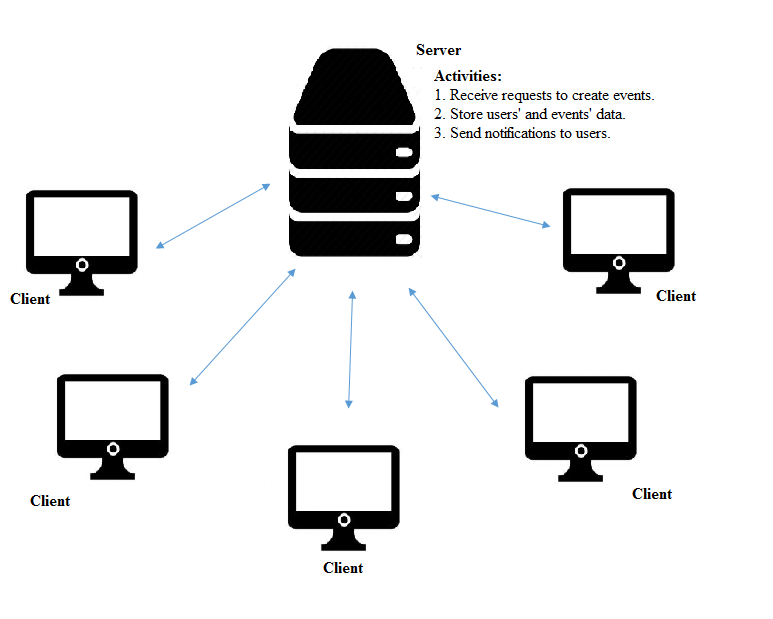 Server
Activities:
1. Receive requests to create events.
2. Store users' and events' data.
3. Send notifications to users.
Client
Client
Client
Client
Client